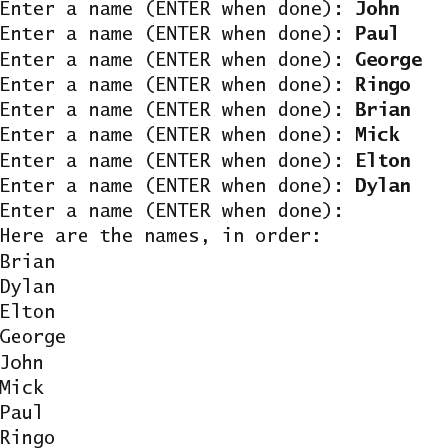 Enter a name (ENTER when done): John
Enter a name (ENTER when done): Paul
Enter a name (ENTER when done): George
Enter a name (ENTER when done): Ringo
Enter a name (ENTER when done): Brian
Enter a name (ENTER when done): Mick
Enter a name (ENTER when done): Elton
Enter a name (ENTER when done): Dylan
Enter a name (ENTER when done):
Here are the names, in order:
Brian
Dylan
Elton
George
John
Mick
Paul
Ringo